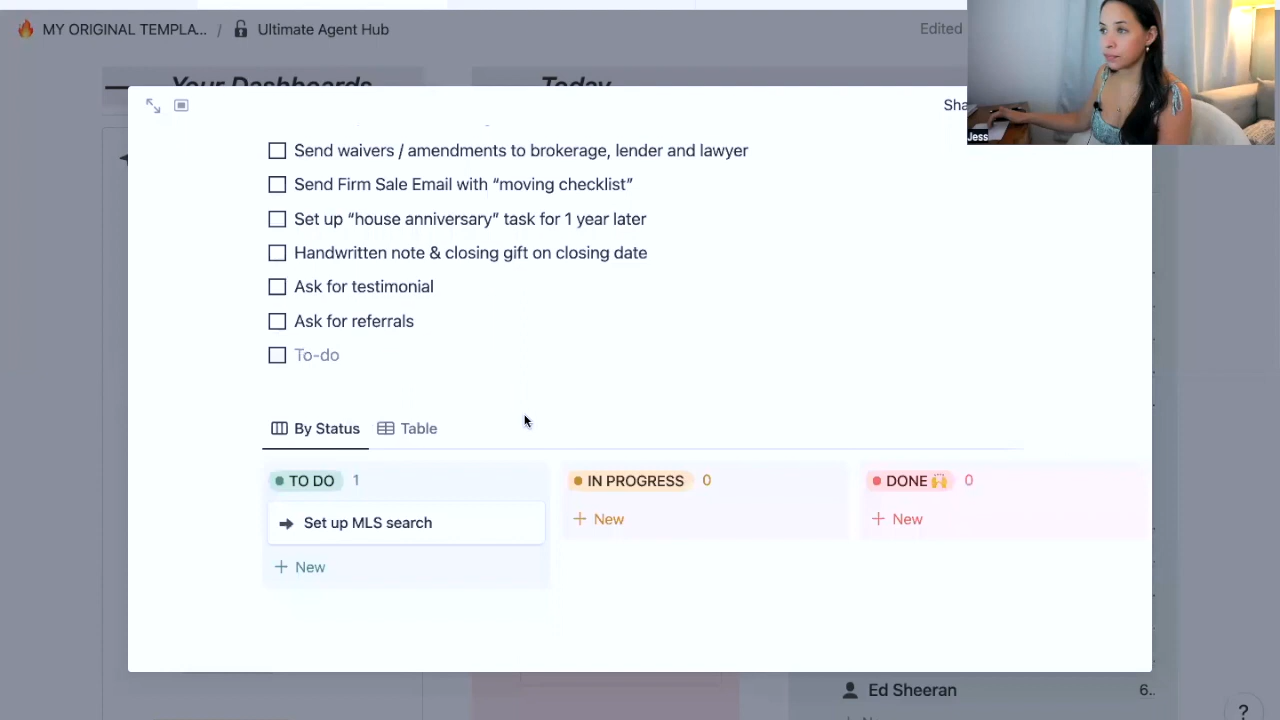 MY ORIGINAL TEMPLA... / Ultimate Agent Hub
Edited
Your Dashboards
Today
Jess
Send waivers / amendments to brokerage, lender and lawyer
Send Firm Sale Email with “moving checklist”
Set up “house anniversary” task for 1 year later
Handwritten note & closing gift on closing date
Ask for testimonial
Ask for referrals
To-do
By Status Table
TO DO 1
Set up MLS search
+ New
IN PROGRESS 0
+ New
DONE 🙌 0
+ New
Ed Sheeran 6..
?